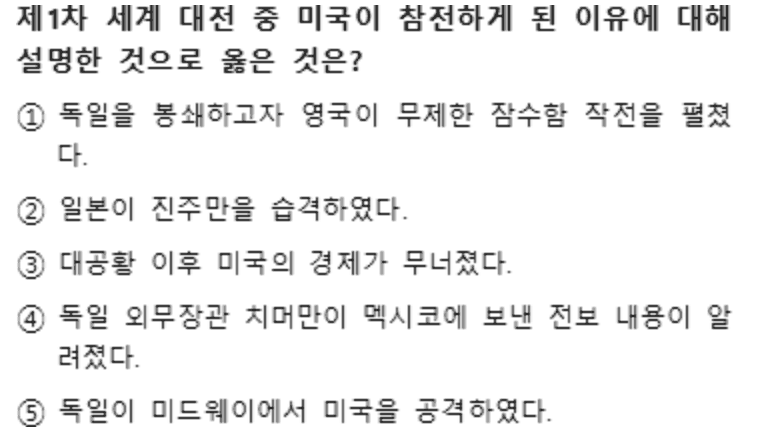 제1차 세계 대전 중 미국이 참전하게 된 이유에 대해
설명한 것으로 옳은 것은?
① 독일을 봉쇄하고자 영국이 무제한 잠수함 작전을 펼쳤
다.
② 일본이 진주만을 습격하였다.
③ 대공황 이후 미국의 경제가 무너졌다.
④ 독일 외무장관 치머만이 멕시코에 보낸 전보 내용이 알
려졌다.
⑤ 독일이 미드웨이에서 미국을 공격하였다.